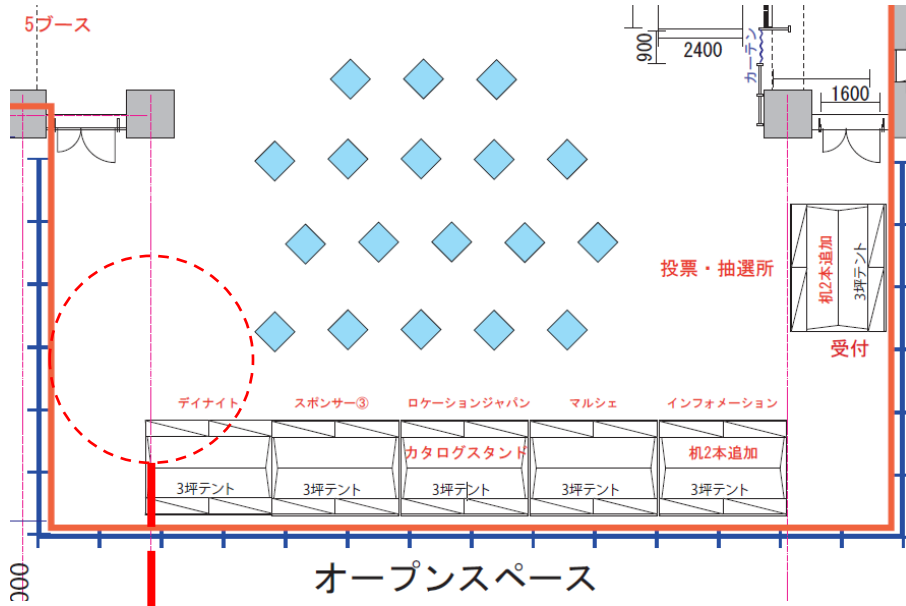 5ブース
900
2400
カーテン
1600
投票・抽選所
机2本追加
3坪テント
受付
デイナイト
スポンサー③
ロケーションジャパン
マルシェ
インフォメーション
カタログスタンド
机2本追加
3坪テント
3坪テント
3坪テント
3坪テント
3坪テント
000
オープンスペース